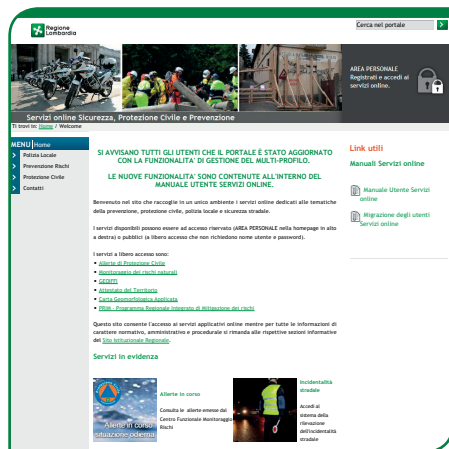 Regione
Lombardia
Cerca nel portale
AREA PERSONALE
Registrati e accedi ai
servizi online.
Servizi online Sicurezza, Protezione Civile e Prevenzione
Ti trovi in: Home / Welcome
MENU Home
Polizia Locale
Prevenzione Rischi
Protezione Civile
Contatti
SI AVVISANO TUTTI GLI UTENTI CHE IL PORTALE È STATO AGGIORNATO
CON LA FUNZIONALITA' DI GESTIONE DEL MULTI-PROFILO.
LE NUOVE FUNZIONALITA' SONO CONTENUTE ALL'INTERNO DEL
MANUALE UTENTE SERVIZI ONLINE.
Benvenuto nel sito che raccoglie in un unico ambiente i servizi online dedicati alle tematiche
della prevenzione, protezione civile, polizia locale e sicurezza stradale.
I servizi disponibili possono essere ad accesso riservato (AREA PERSONALE nella homepage in alto
a destra) o pubblici (a libero accesso che non richiedono nome utente e password).
I servizi a libero accesso sono:
Allerte di Protezione Civile
Monitoraggio dei rischi naturali
GEDIFFI
Attestato del Territorio
Carta Geomorfologica Applicata
PRIM - Programma Regionale Integrato di Mitigazione dei rischi
Questo sito consente l'accesso ai servizi applicativi online mentre per tutte le informazioni di
carattere normativo, amministrativo e procedurale si rimanda alle rispettive sezioni informative
del Sito Istituzionale Regionale.
Servizi in evidenza
Allerte in corso
situazione odierna
Allerte in corso
Consulta le allerte emesse dal
Centro Funzionale Monitoraggio
Rischi
Incidentalità
stradale
Accedi al
sistema della
rilevazione
dell'incidentalità
stradale
Link utili
Manuali Servizi online
Manuale Utente Servizi
online
Migrazione degli utenti
Servizi online